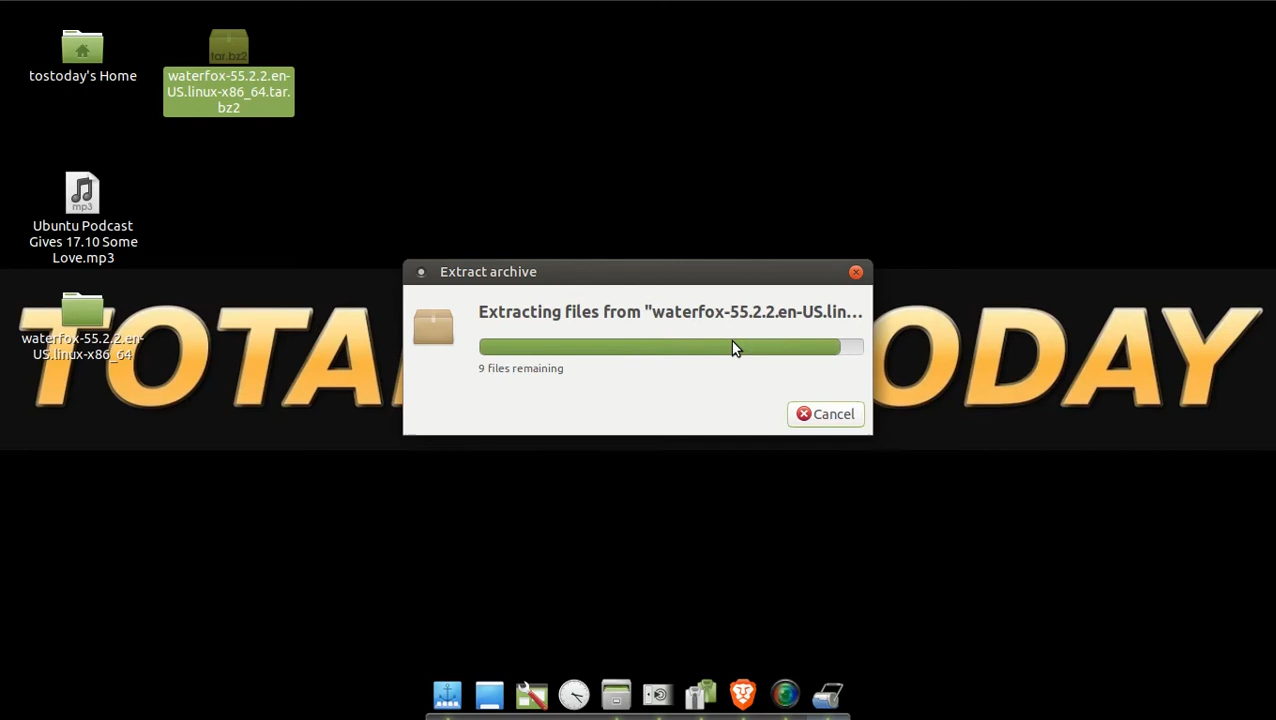 tostoday's Home
tar.bz2
waterfox-55.2.2.en-
US.linux-x86_64.tar.
bz2
mp3
Ubuntu Podcast
Gives 17.10 Some
Love.mp3
waterfox-55.2.2.en-
US.linux-x86_64
TOTA
ODAY
Extract archive
Extracting files from "waterfox-55.2.2.en-US.lin...
9 files remaining
Cancel